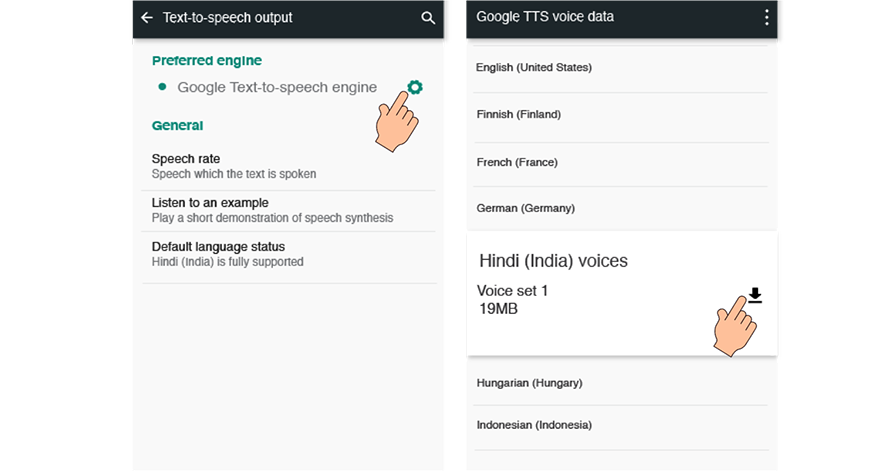 Text-to-speech output
Preferred engine
Google Text-to-speech engine
General
Speech rate
Speech which the text is spoken
Listen to an example
Play a short demonstration of speech synthesis
Default language status
Hindi (India) is fully supported
Google TTS voice data
English (United States)
Finnish (Finland)
French (France)
German (Germany)
Hindi (India) voices
Voice set 1
19MB
Hungarian (Hungary)
Indonesian (Indonesia)